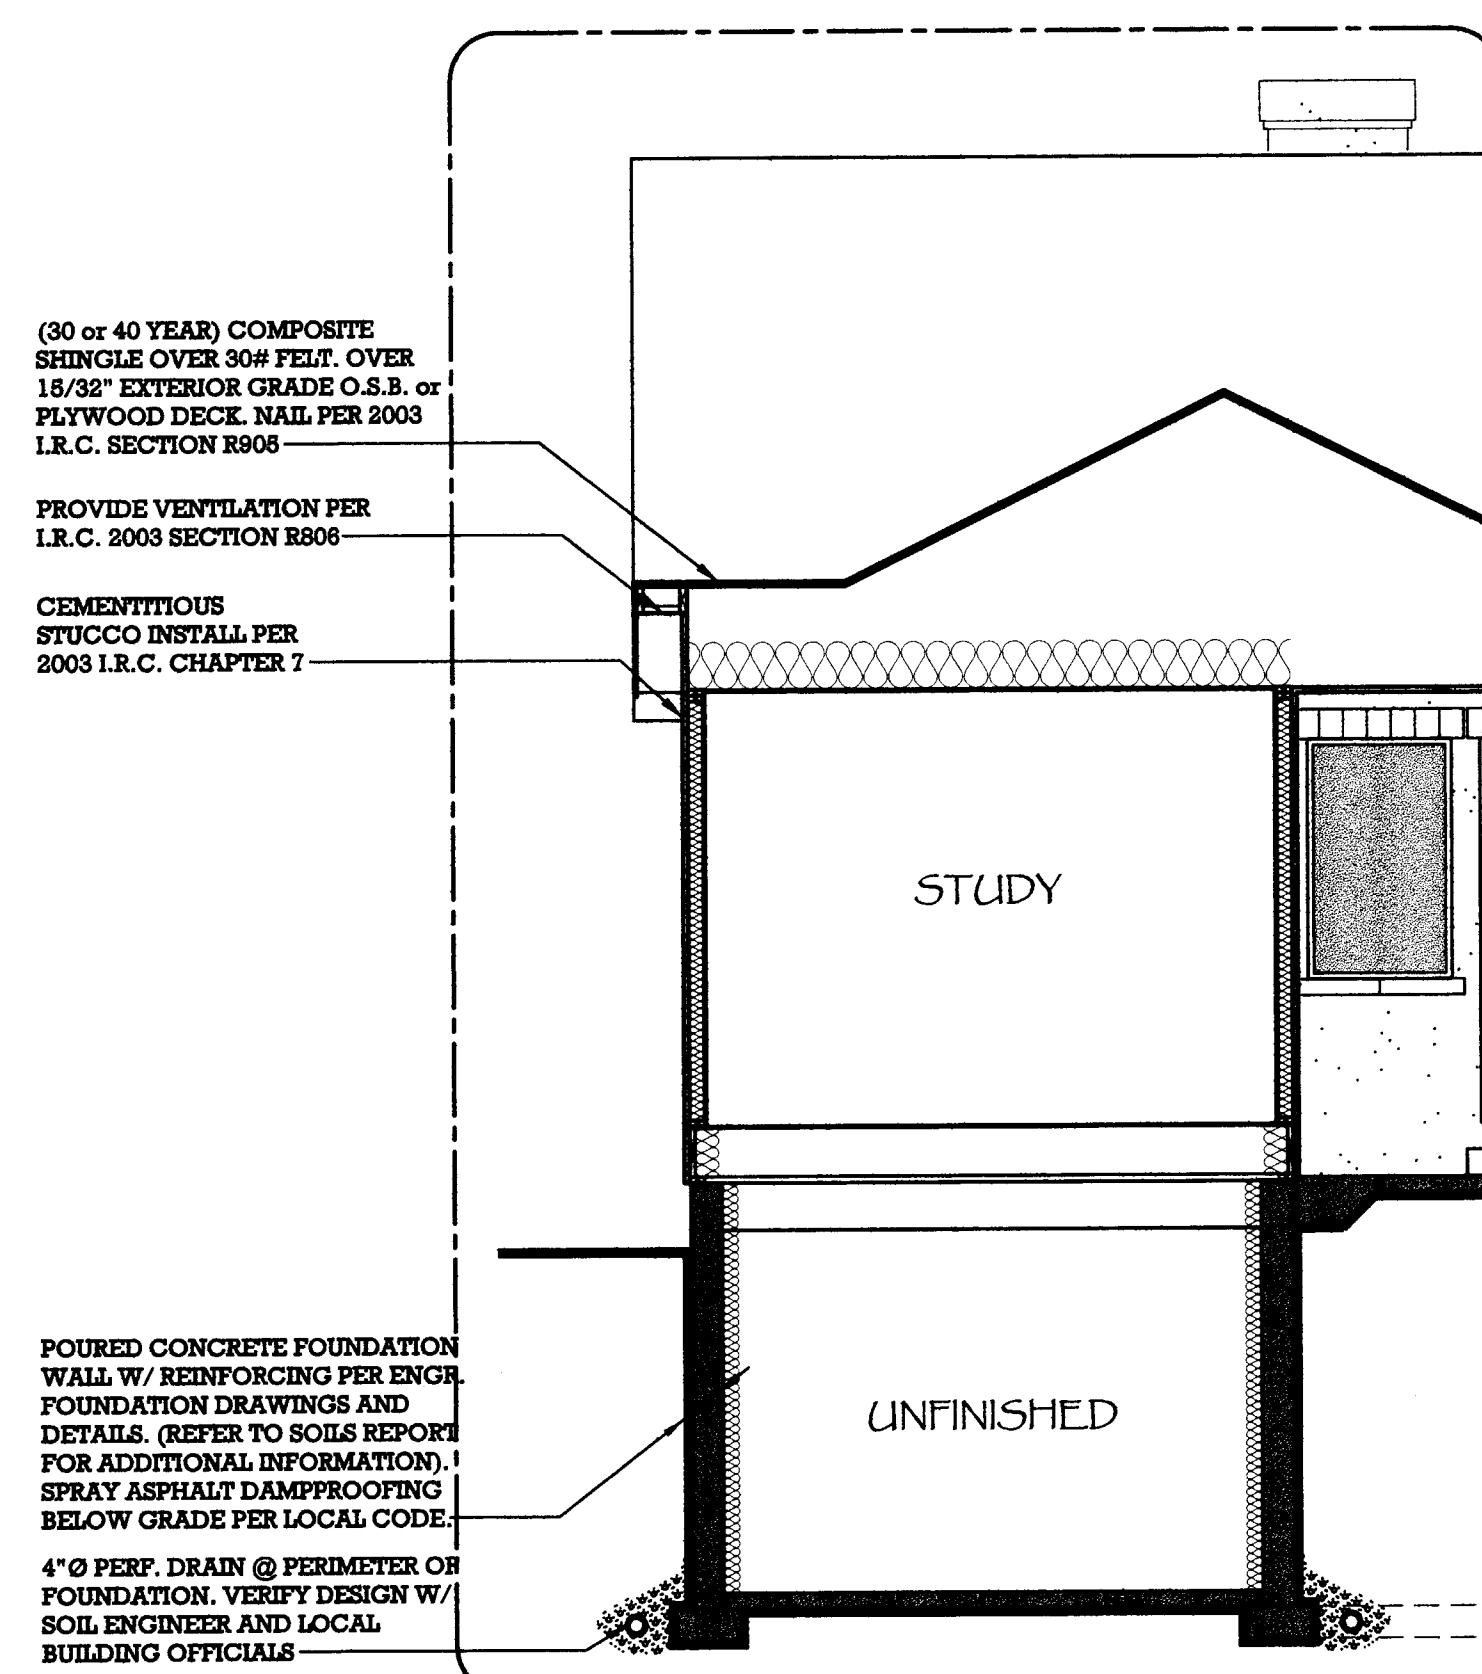 (30 or 40 YEAR) COMPOSITE
SHINGLE OVER 30# FELT. OVER
15/32" EXTERIOR GRADE O.S.B. or
PLYWOOD DECK. NAIL PER 2003
I.R.C. SECTION R905
PROVIDE VENTILATION PER
I.R.C. 2003 SECTION R806
CEMENTITIOUS
STUCCO INSTALL PER
2003 I.R.C. CHAPTER 7
STUDY
POURED CONCRETE FOUNDATION
WALL W/ REINFORCING PER ENGR.
FOUNDATION DRAWINGS AND
DETAILS. (REFER TO SOILS REPORT
FOR ADDITIONAL INFORMATION).
SPRAY ASPHALT DAMPPROOFING
BELOW GRADE PER LOCAL CODE.
UNFINISHED
4"Ø PERF. DRAIN @ PERIMETER OF
FOUNDATION. VERIFY DESIGN W/
SOIL ENGINEER AND LOCAL
BUILDING OFFICIALS